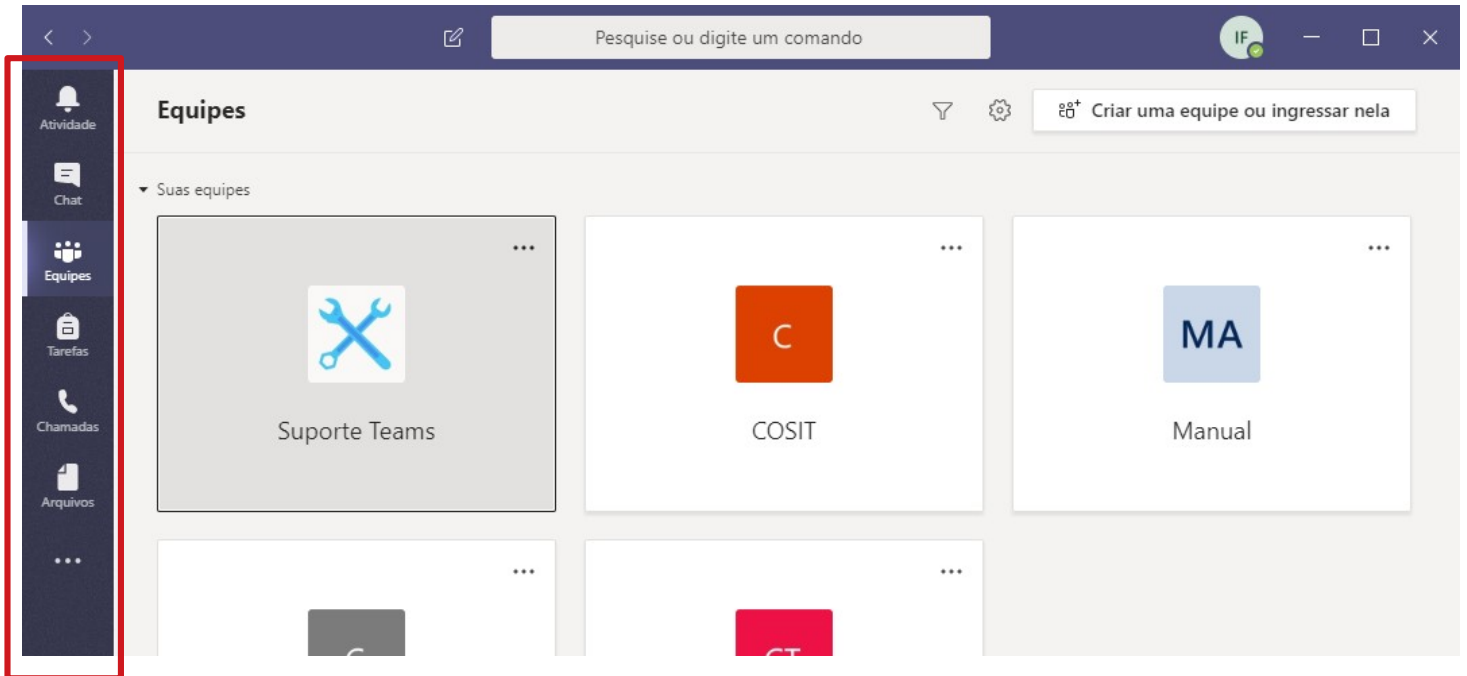 Pesquise ou digite um comando
IF
Atividade
Chat
Equipes
Tarefas
Chamadas
Arquivos
Equipes
Criar uma equipe ou ingressar nela
Suas equipes
Suporte Teams
C
COSIT
MA
Manual
CT